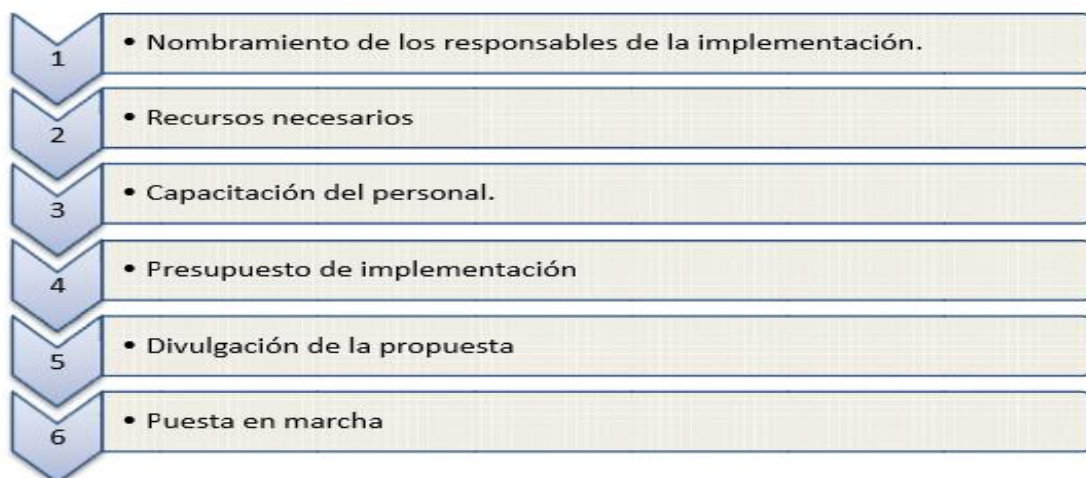 1
• Nombramiento de los responsables de la implementación.
2
• Recursos necesarios
3
• Capacitación del personal.
4
• Presupuesto de implementación
5
• Divulgación de la propuesta
6
• Puesta en marcha